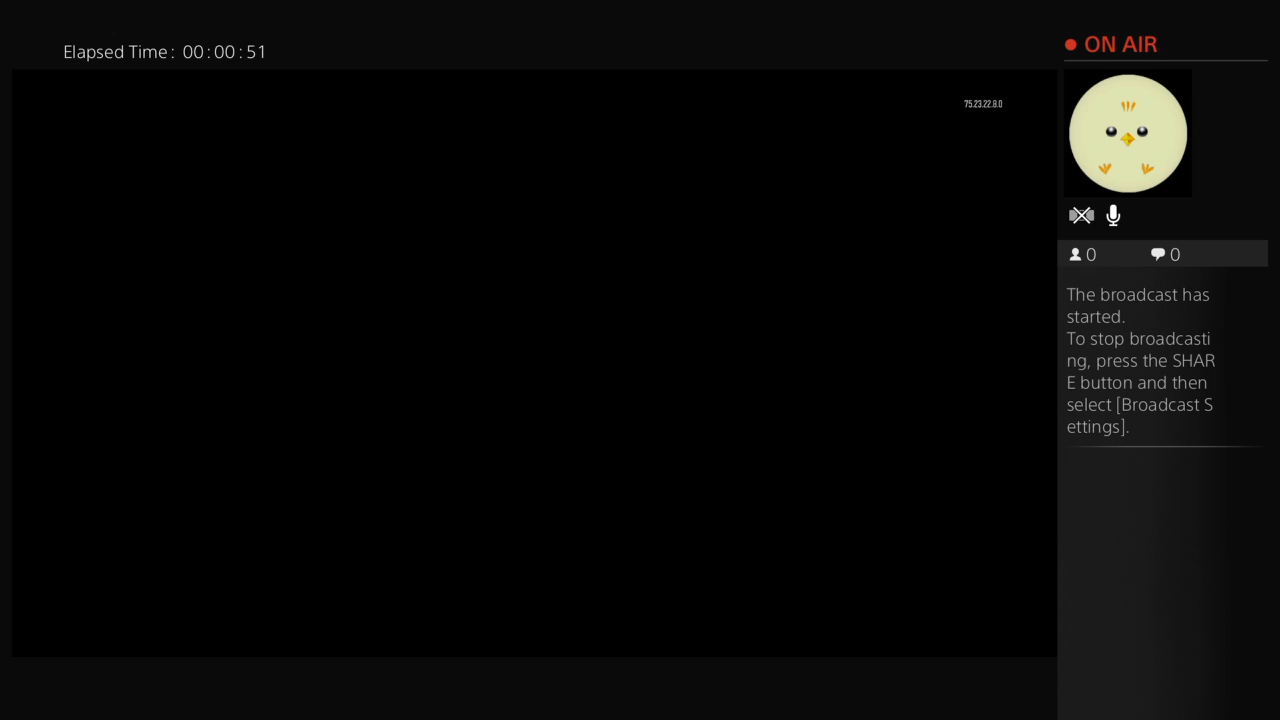 Elapsed Time: 00:00:51
ON AIR
75.23.22.8.0
0 0
The broadcast has
started.
To stop broadcasti
ng, press the SHAR
E button and then
select [Broadcast S
ettings].